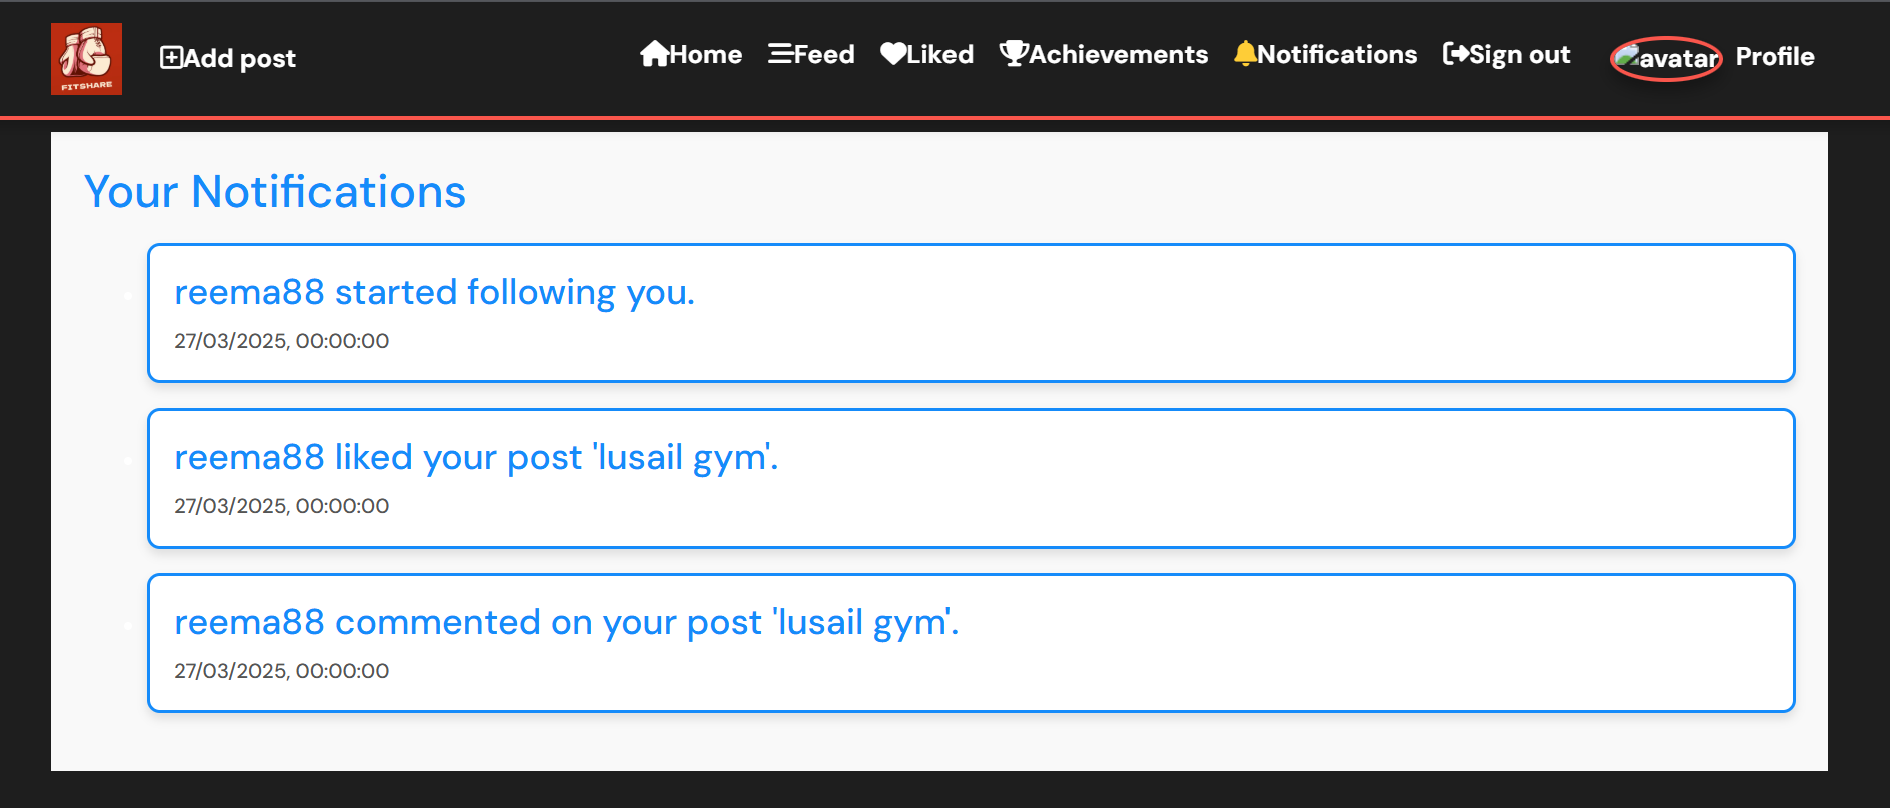 FITSHARE
Add post
Home Feed Liked Achievements Notifications Sign out avatar Profile
Your Notifications
reema88 started following you.
27/03/2025, 00:00:00
reema88 liked your post 'lusail gym'.
27/03/2025, 00:00:00
reema88 commented on your post 'lusail gym'.
27/03/2025, 00:00:00